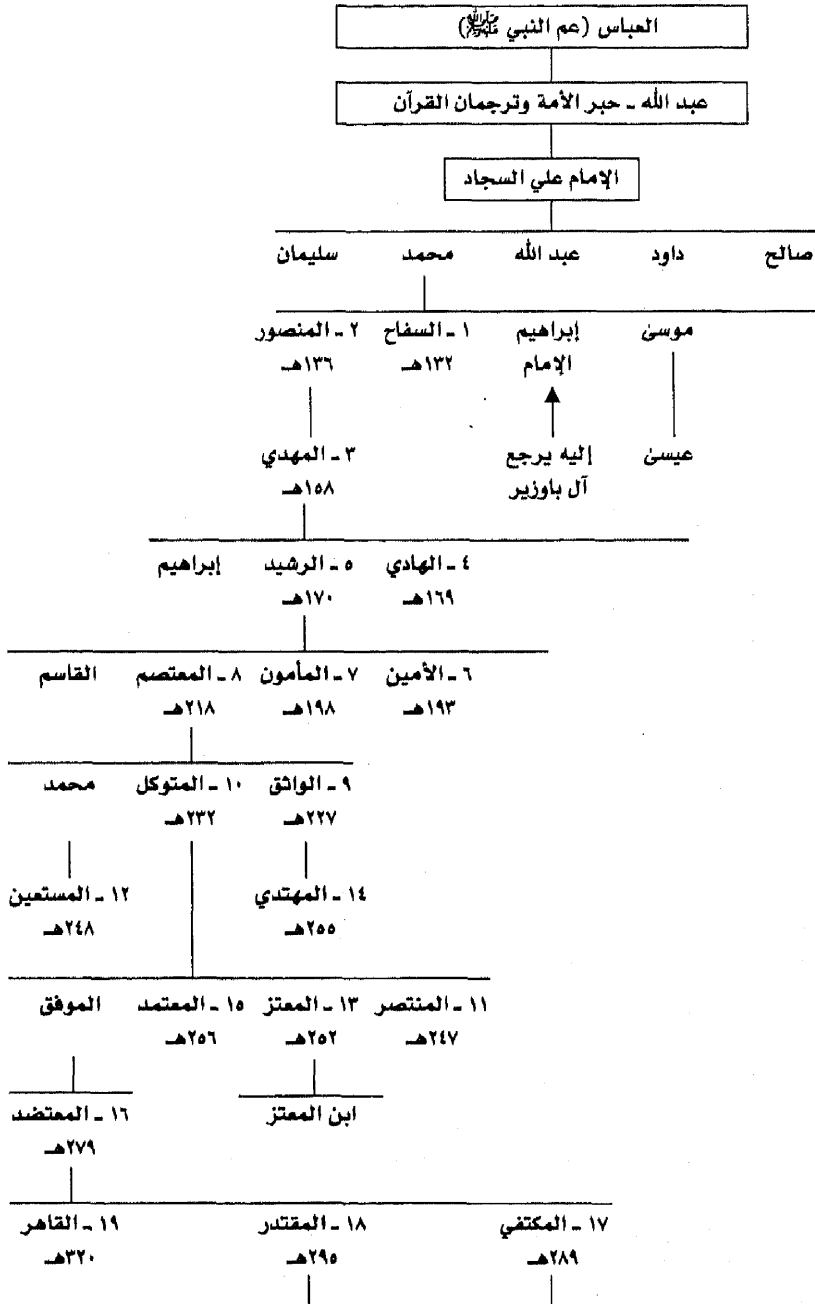 العباس (عم النبي ﷺ)
عبد الله - حبر الأمة وترجمان القرآن
الإمام علي السجاد
صالح داود عبد الله محمد سليمان
موسىٰ إبراهيم ١ - السفاح ٢ - المنصور
الإمام ١٣٢هـ ١٣٦هـ
عيسىٰ إليه يرجع ٣ - المهدي
آل باوزير ١٥٨هـ
٤ - الهادي ٥ - الرشيد إبراهيم
١٦٩هـ ١٧٠هـ
٦ - الأمين ٧ - المأمون ٨ - المعتصم القاسم
١٩٣هـ ١٩٨هـ ٢١٨هـ
٩ - الواثق ١٠ - المتوكل محمد
٢٢٧هـ ٢٣٢هـ
١٤ - المهتدي ١٢ - المستعين
٢٥٥هـ ٢٤٨هـ
١١ - المنتصر ١٣ - المعتز ١٥ - المعتمد الموفق
٢٤٧هـ ٢٥٢هـ ٢٥٦هـ
ابن المعتز ١٦ - المعتضد
٢٧٩هـ
١٧ - المكتفي ١٨ - المقتدر ١٩ - القاهر
٢٨٩هـ ٢٩٥هـ ٣٢٠هـ